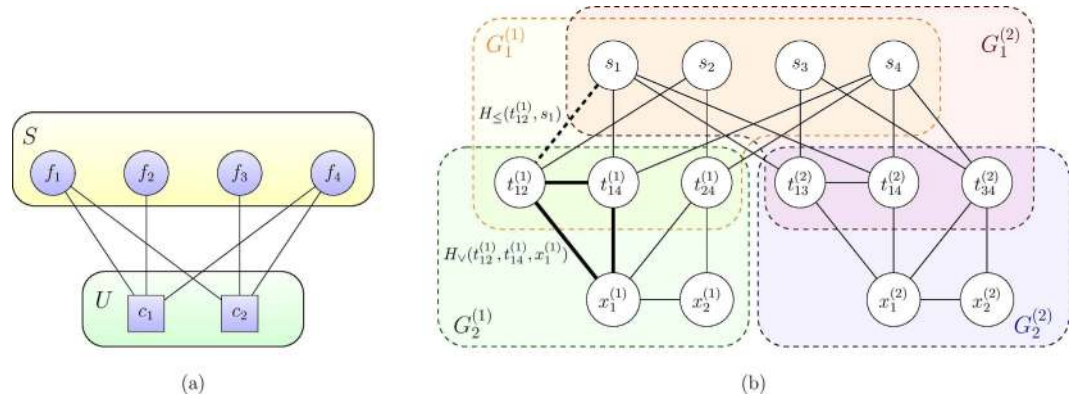 G₁⁽¹⁾
G₁⁽²⁾
s₁ s₂ s₃ s₄
S
f₁ f₂ f₃ f₄
H≤(t₁₂⁽¹⁾, s₁)
t₁₂⁽¹⁾ t₁₄⁽¹⁾ t₂₄⁽¹⁾ t₁₃⁽²⁾ t₁₄⁽²⁾ t₃₄⁽²⁾
H∨(t₁₂⁽¹⁾, t₁₄⁽¹⁾, x₁⁽¹⁾)
U
c₁ c₂
x₁⁽¹⁾ x₂⁽¹⁾ x₁⁽²⁾ x₂⁽²⁾
G₂⁽¹⁾
G₂⁽²⁾
(a)
(b)